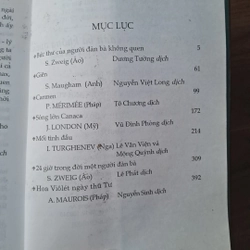 MỤC LỤC
Bức thư của người đàn bà không quen 5
S. Zweig (Áo) Dương Tường dịch
Gớt
S. Maugham (Anh) Nguyễn Việt Long dịch 61
Carmen
P. MÉRIMÉE (Pháp) Tô Chương dịch 99
Sóng lớn Canaca
J. LONDON (Mỹ) Vũ Đình Phòng dịch 172
Mối tình đầu 214
I. TURGHENEV (Nga) Lê Văn Viện và
Mộng Quỳnh dịch
24 giờ trong đời một người đàn bà 309
S. ZWEIG (Áo) Lê Phát dịch
Hoa Viôlét ngày thứ Tư 392
A. MAUROIS (Pháp) Nguyễn Sinh dịch